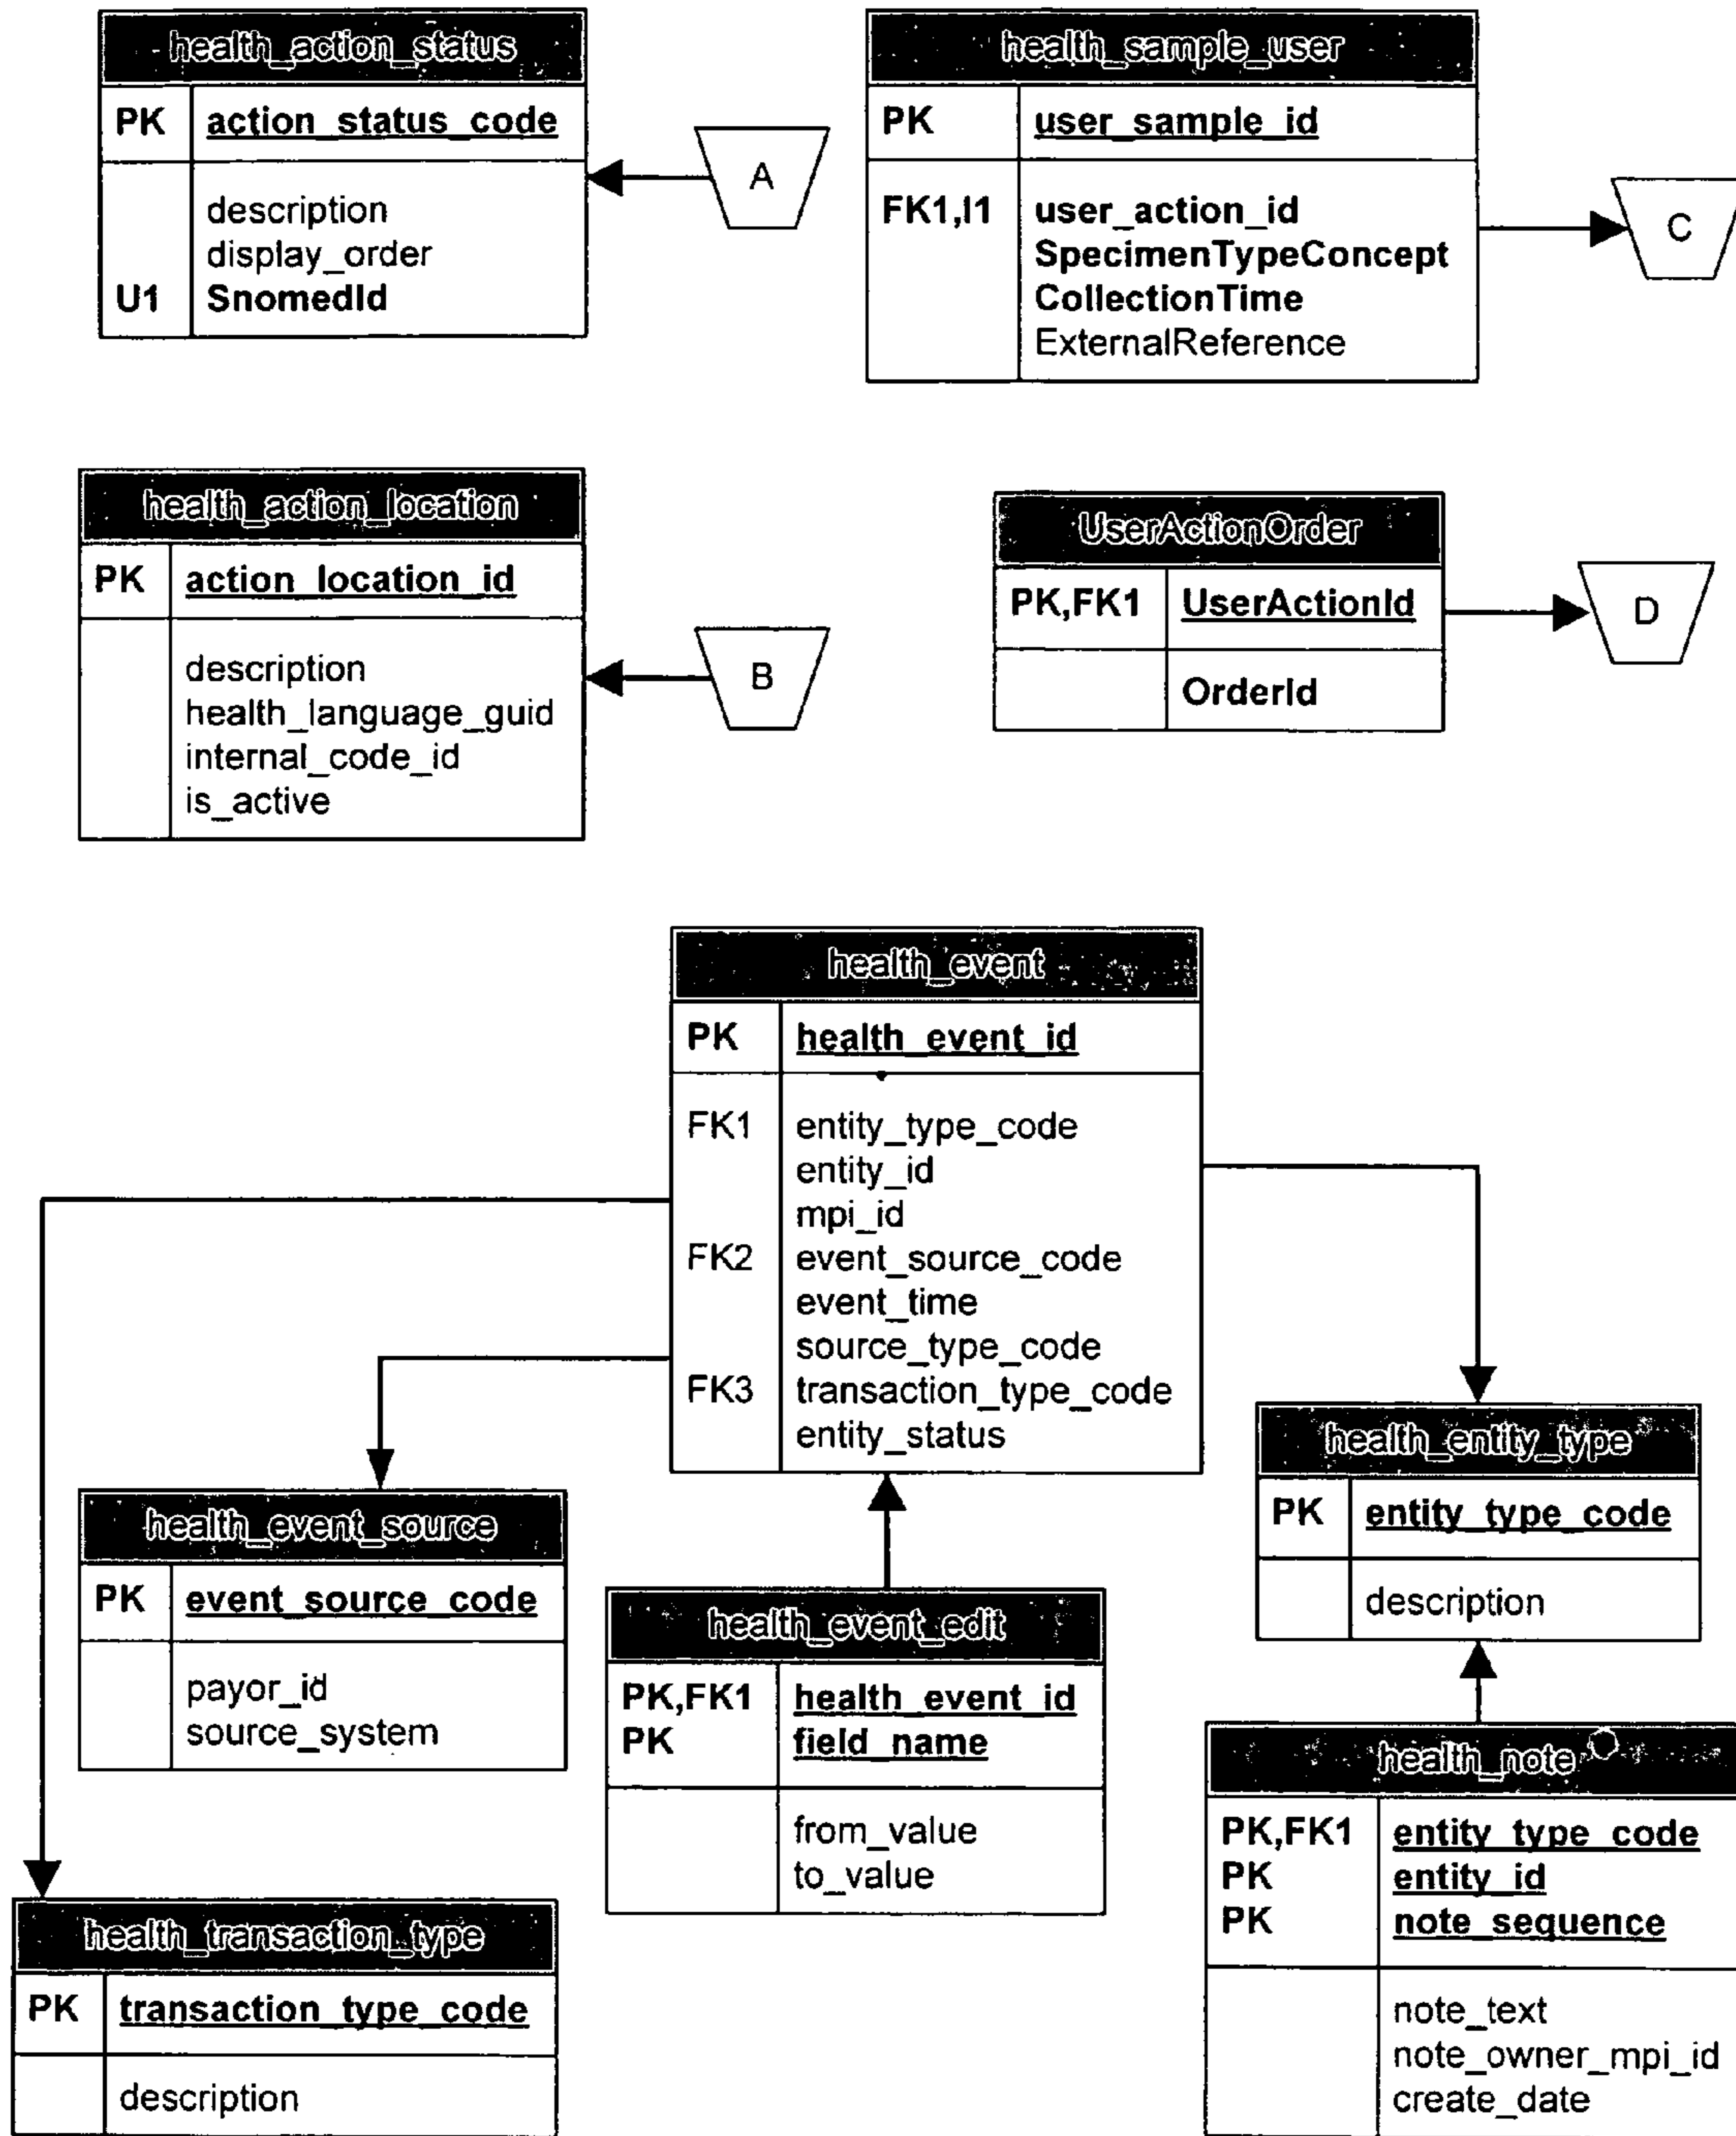 health_action_status
PK action_status_code
description
display_order
U1 SnomedId
A
health_sample_user
PK user_sample_id
FK1,I1 user_action_id
SpecimenTypeConcept
CollectionTime
ExternalReference
C
health_action_location
PK action_location_id
description
health_language_guid
internal_code_id
is_active
B
UserActionOrder
PK,FK1 UserActionId
OrderId
D
health_event
PK health_event_id
FK1 entity_type_code
entity_id
mpi_id
FK2 event_source_code
event_time
source_type_code
FK3 transaction_type_code
entity_status
health_event_source
PK event_source_code
payor_id
source_system
health_event_edit
PK,FK1 health_event_id
PK field_name
from_value
to_value
health_entity_type
PK entity_type_code
description
health_note
PK,FK1 entity_type_code
PK entity_id
PK note_sequence
note_text
note_owner_mpi_id
create_date
health_transaction_type
PK transaction_type_code
description